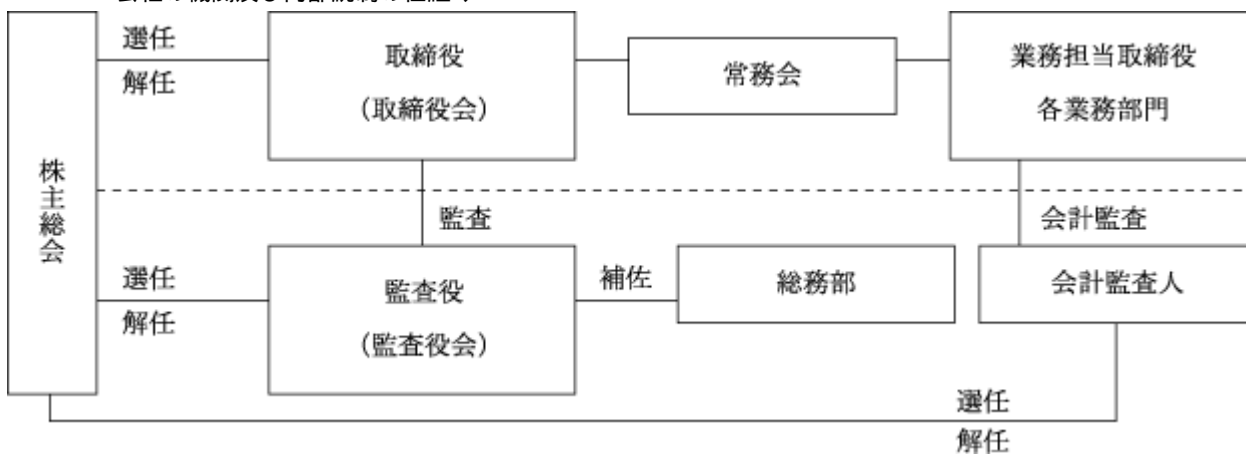 選任
解任
取締役
(取締役会)
常務会
業務担当取締役
各業務部門
株主総会
監査
会計監査
選任
解任
監査役
(監査役会)
補佐
総務部
会計監査人
選任
解任